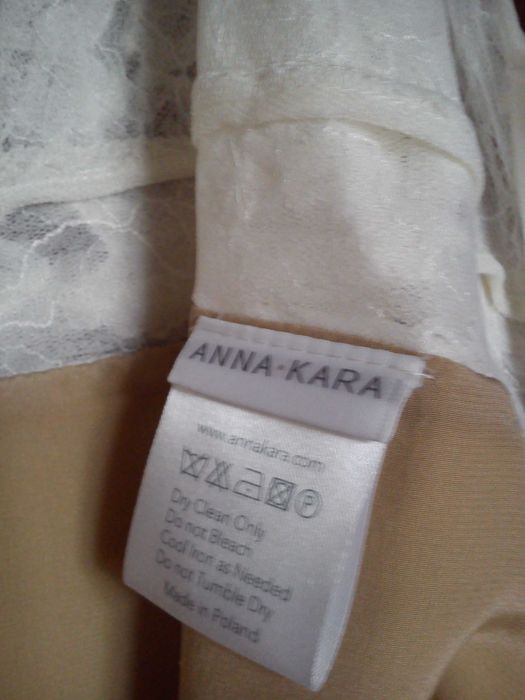 ANNA·KARA
www.annakara.com
P
Dry Clean Only
Do not Bleach
Cool Iron as Needed
Do not Tumble Dry
Made in Poland